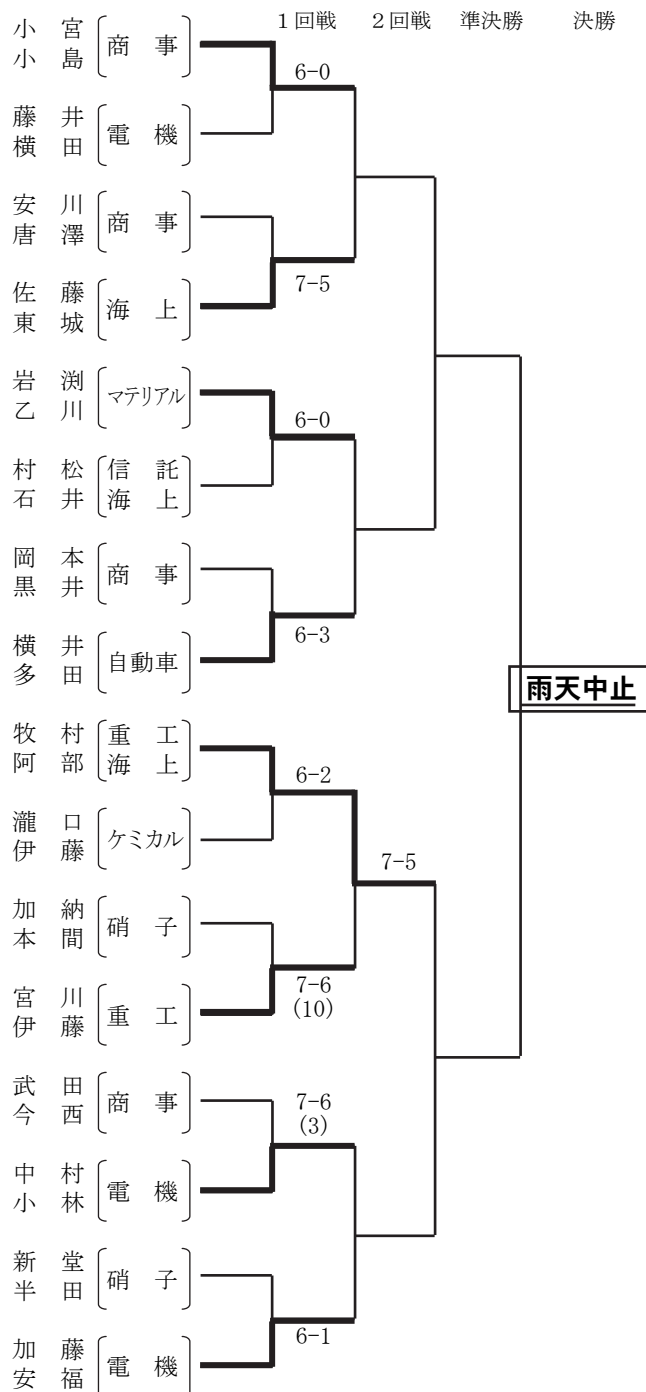 1回戦 2回戦 準決勝 決勝
小宮 商事
小島
6-0
藤井 電機
横田
安川 商事
唐澤
佐藤 海上
東城
7-5
岩渕 マテリアル
乙川
6-0
村松 信託
石井 海上
岡本 商事
黒井
6-3
横井 自動車
多田
雨天中止
牧村 重工
阿部 海上
6-2
瀧口 ケミカル
伊藤
7-5
加納 硝子
本間
7-6
(10)
宮川 重工
伊藤
武田 商事
今西
7-6
(3)
中村 電機
小林
新堂 硝子
半田
6-1
加藤 電機
安福